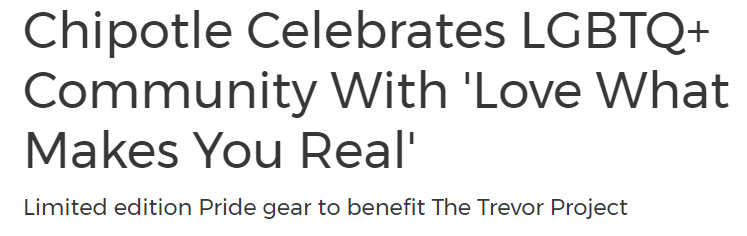 Chipotle Celebrates LGBTQ+
Community With 'Love What
Makes You Real'
Limited edition Pride gear to benefit The Trevor Project